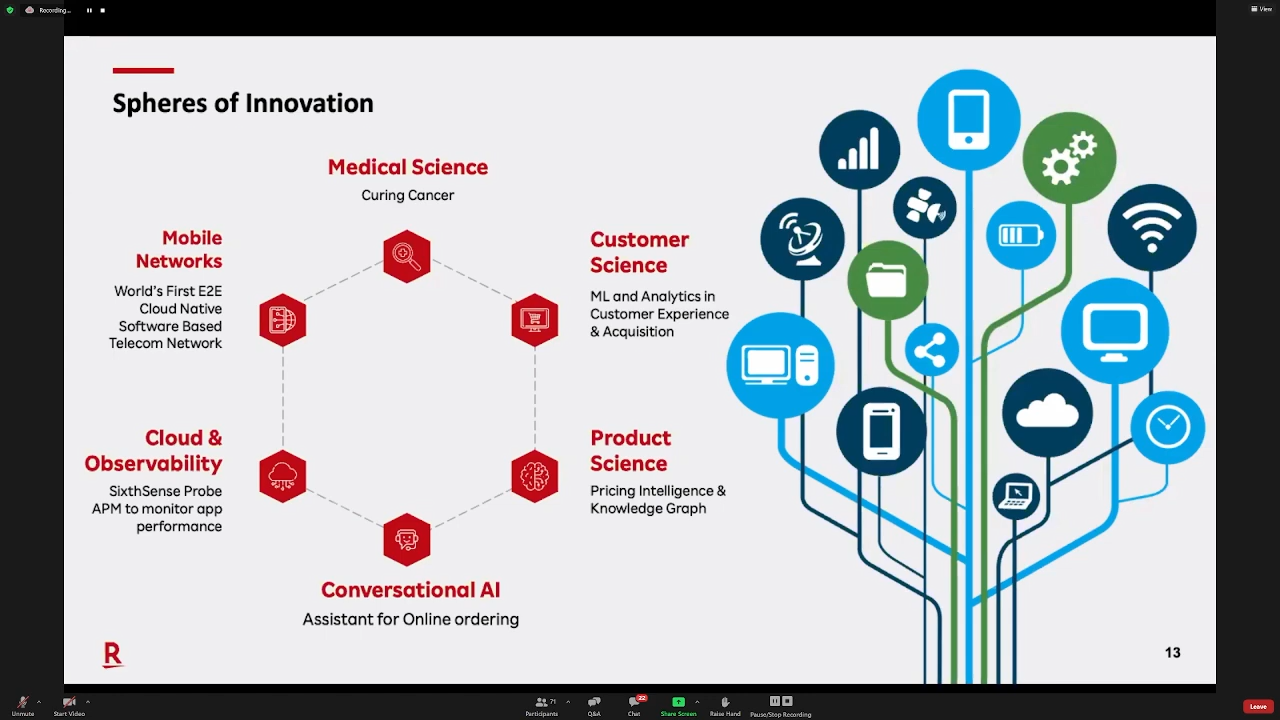 Recording...
View
Spheres of Innovation
Medical Science
Curing Cancer
Mobile
Networks
World's First E2E
Cloud Native
Software Based
Telecom Network
Customer
Science
ML and Analytics in
Customer Experience
& Acquisition
Cloud &
Observability
SixthSense Probe
APM to monitor app
performance
Product
Science
Pricing Intelligence &
Knowledge Graph
Conversational AI
Assistant for Online ordering
R
13
Unmute
Start Video
Participants
71
Q&A
Chat
22
Share Screen
Raise Hand
Pause/Stop Recording
Leave